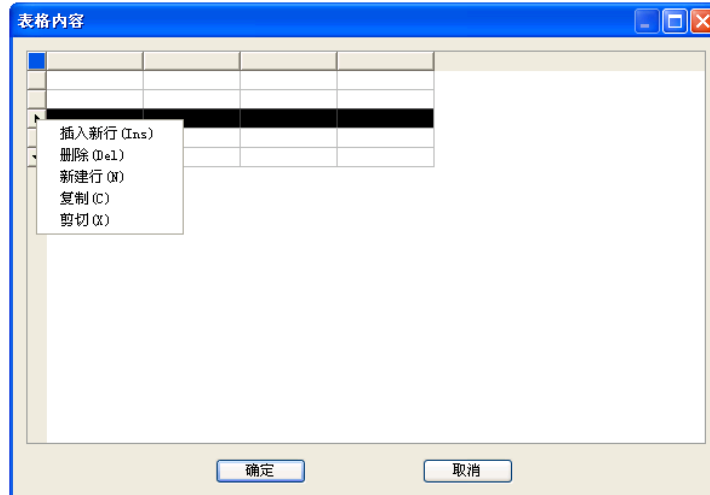 表格内容
插入新行(Ins)
删除(Del)
新建行(N)
复制(C)
剪切(X)
确定
取消